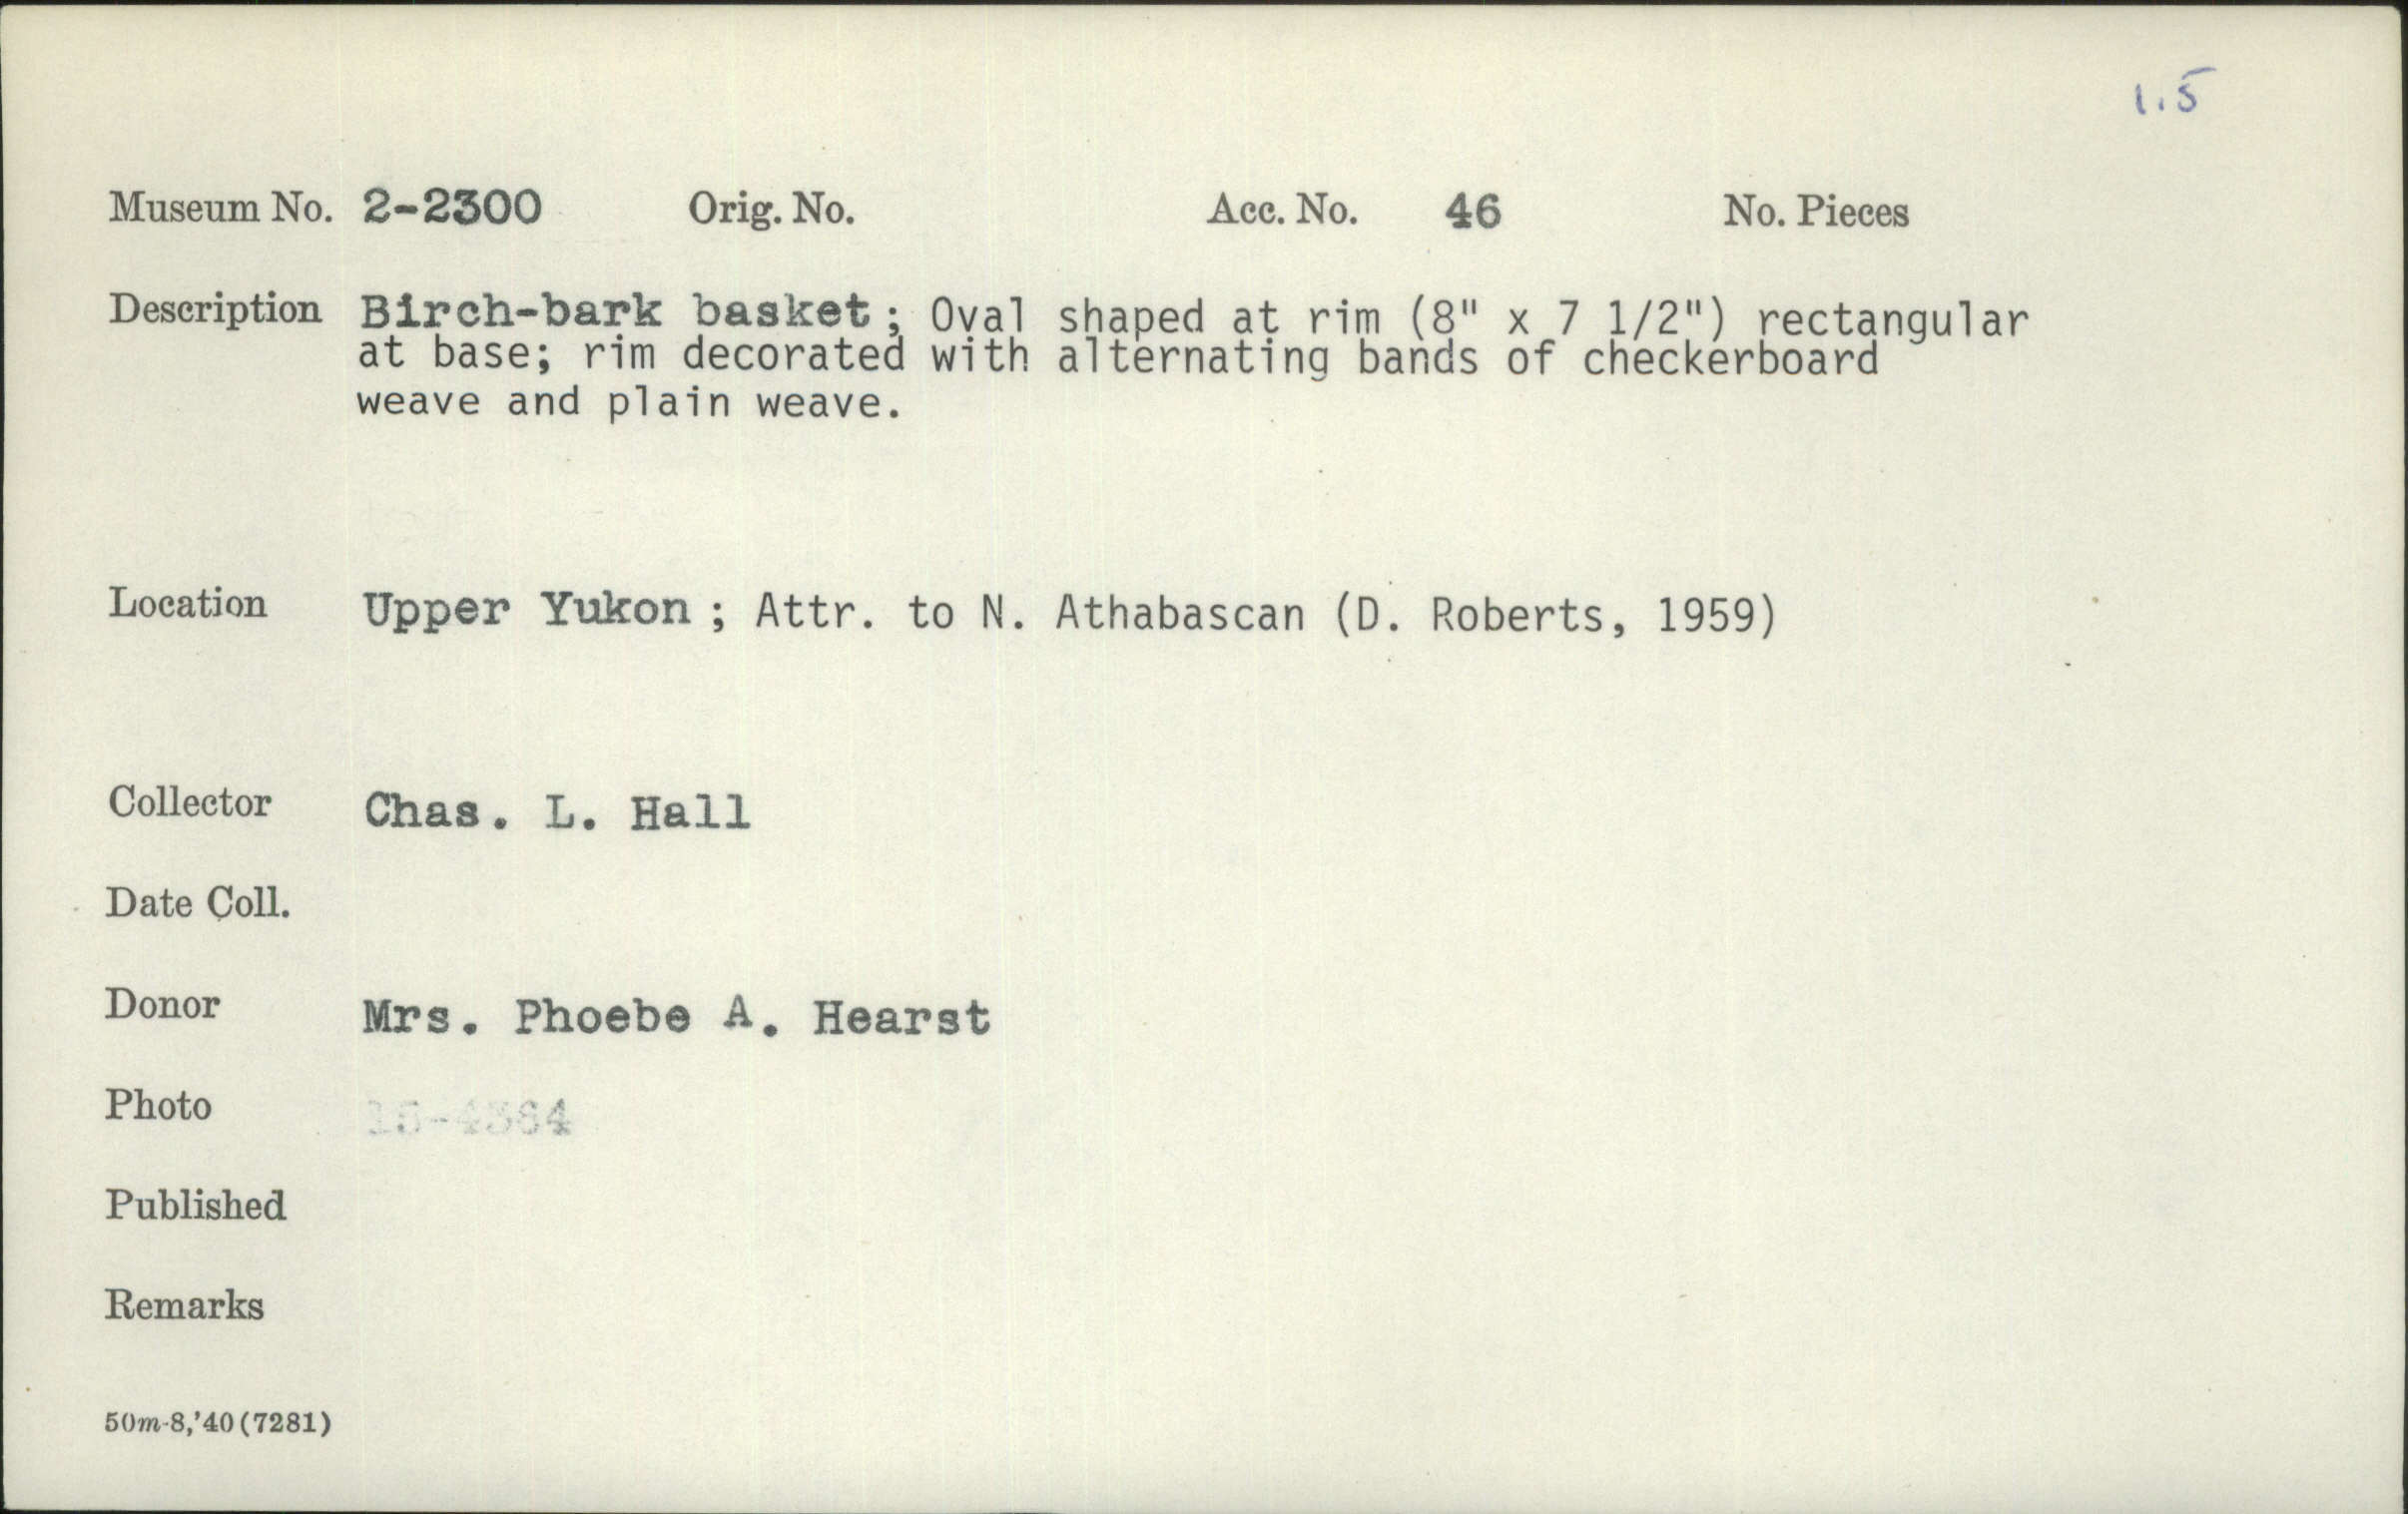 1.5
Museum No. 2-2300 Orig. No. Acc. No. 46 No. Pieces
Description Birch-bark basket; Oval shaped at rim (8" x 7 1/2") rectangular
at base; rim decorated with alternating bands of checkerboard
weave and plain weave.
Location Upper Yukon; Attr. to N. Athabascan (D. Roberts, 1959)
Collector Chas. L. Hall
Date Coll.
Donor Mrs. Phoebe A. Hearst
Photo 15-4364
Published
Remarks
50m-8,'40(7281)